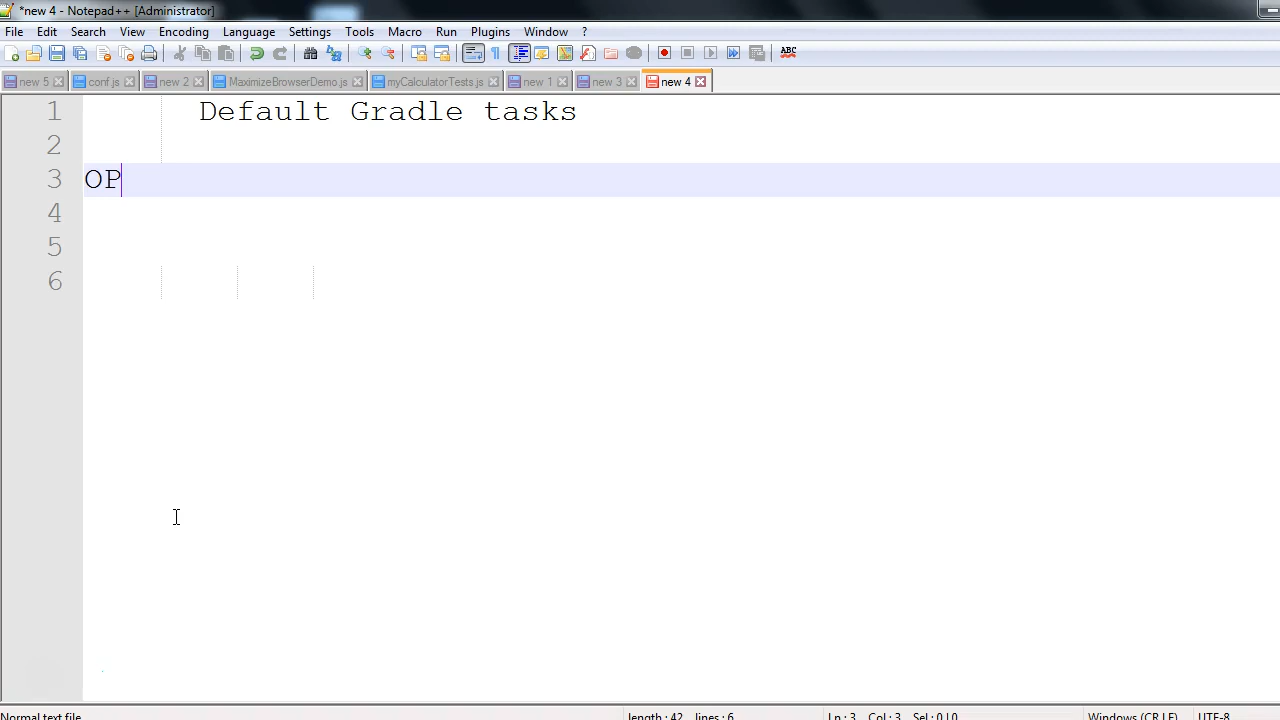 *new 4 - Notepad++ [Administrator]
File Edit Search View Encoding Language Settings Tools Macro Run Plugins Window ?
ABC
new 5 conf.js new 2 MaximizeBrowserDemo.js myCalculatorTests.js new 1 new 3 new 4
1 Default Gradle tasks
2
3 OP
4
5
6
Normal text file length : 42 lines : 6 Ln : 3 Col : 3 Sel : 0 | 0 Windows (CR LF) UTF-8